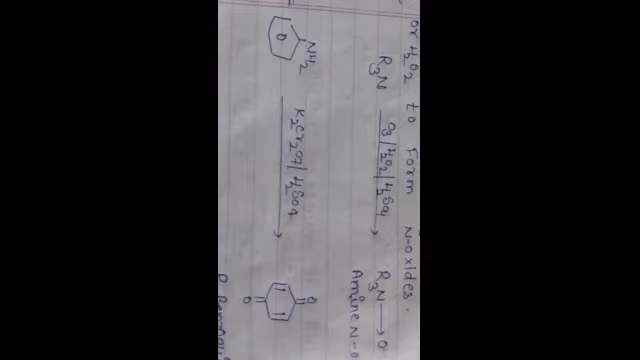 or H2O2 to Form N-oxides.
R3N O3/H2O2/H2SO4 → R3N → O
Amine N-O
NH2 K2Cr2O7/H2SO4 → O O